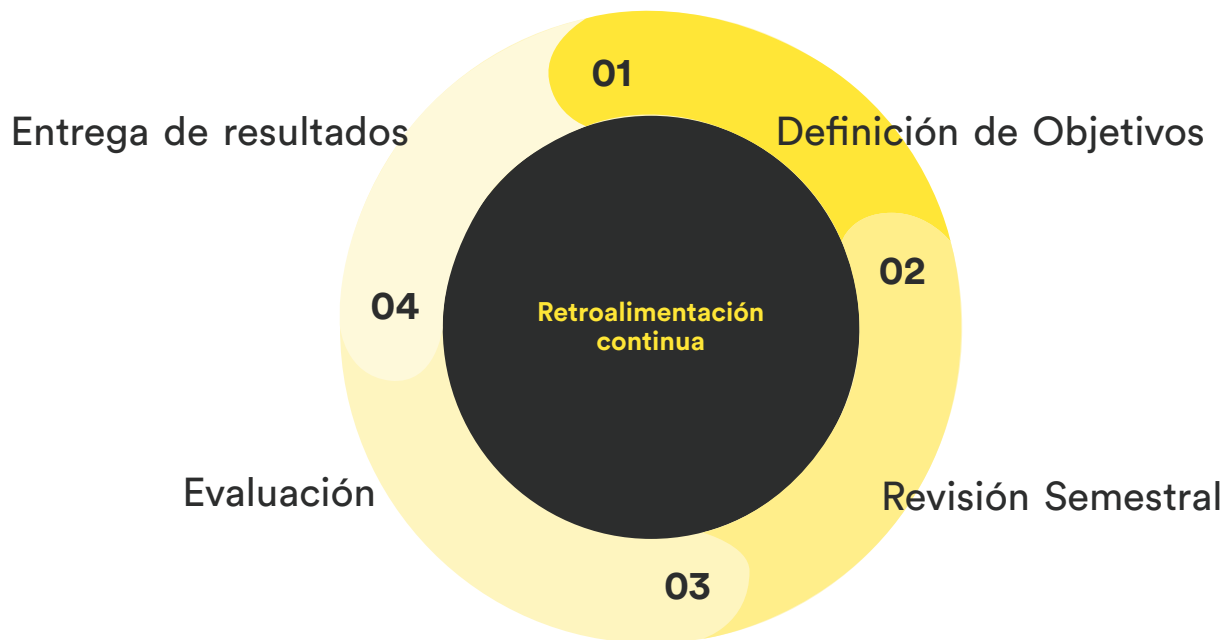 01
Definición de Objetivos
02
Revisión Semestral
03
Evaluación
04
Entrega de resultados
Retroalimentación
continua